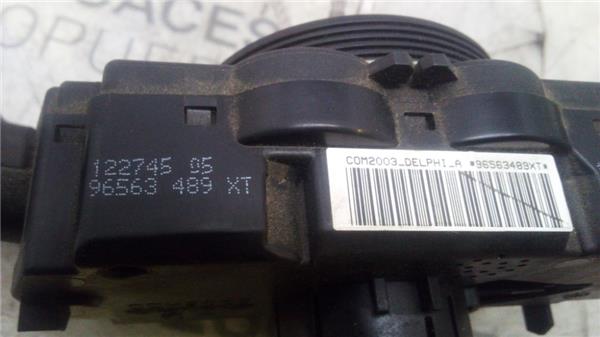 122745 05
96563 489 XT
COM2003_DELPHI_A *96563489XT*